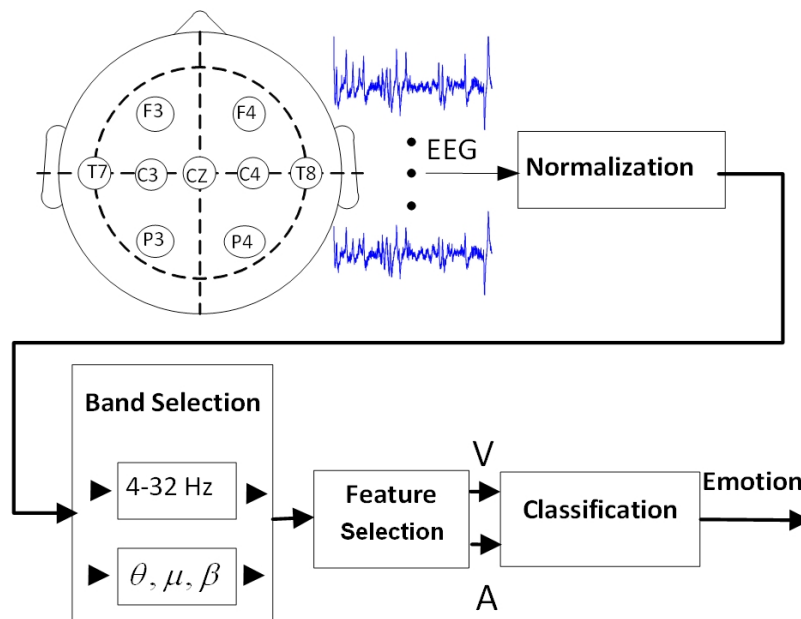 F3 F4
EEG
Normalization
T7 C3 CZ C4 T8
P3 P4
Band Selection
4-32 Hz
θ, μ, β
Feature
Selection
V
A
Classification
Emotion